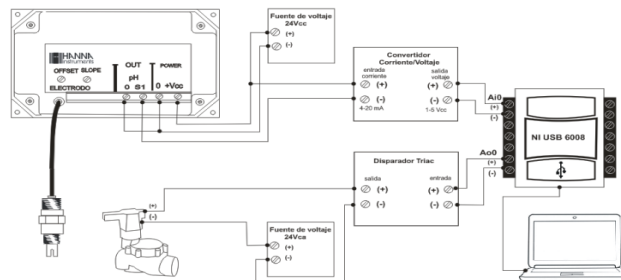 Fuente de voltaje
24Vcc
(+)
(-)
HANNA
instruments
OFFSET SLOPE
ELECTRODO
OUT
pH
0 S1
POWER
0 +Vcc
Convertidor
Corriente/Voltaje
entrada
corriente
salida
voltaje
(+)
(+)
(-)
(-)
4-20 mA
1-5 Vcc
Ai0
(+)
(-)
NI USB 6008
Ao0
(+)
(-)
Disparador Triac
salida
entrada
(+)
(+)
(-)
(-)
(+)
(-)
Fuente de voltaje
24Vca
(+)
(-)